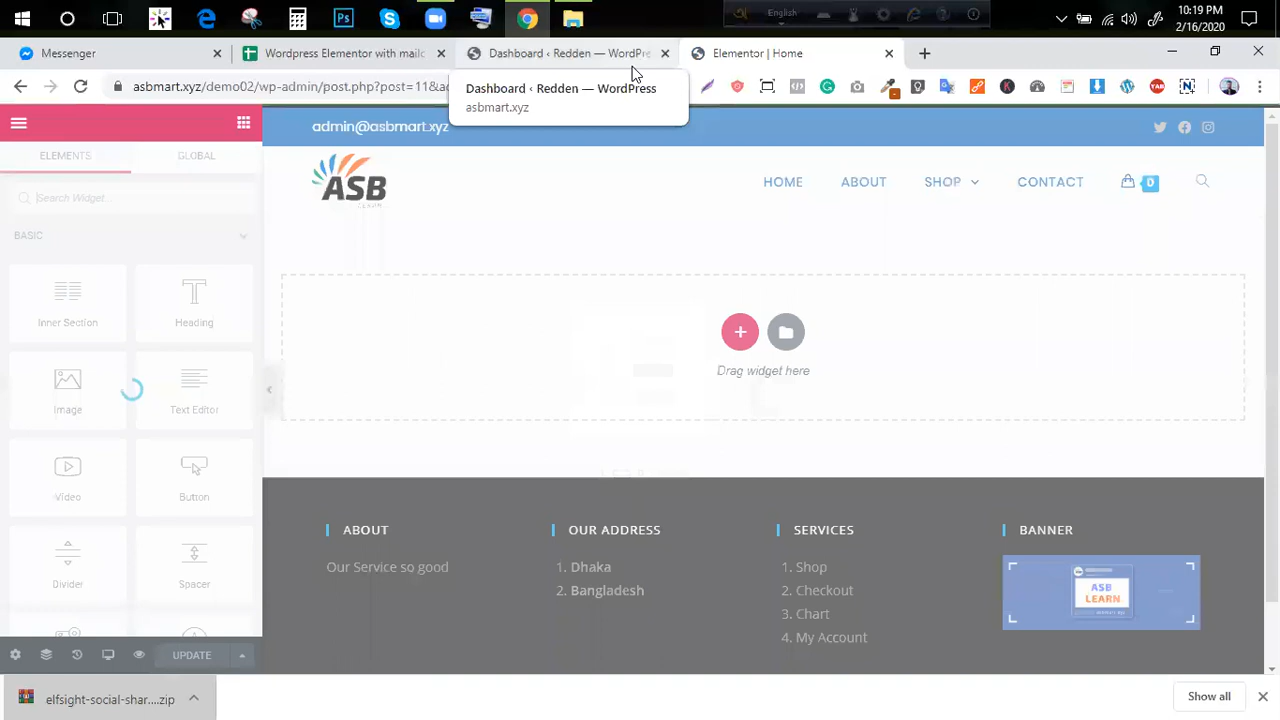 10:19 PM
2/16/2020
Messenger
Wordpress Elementor with mailc
Dashboard ‹ Redden — WordPre
Elementor | Home
asbmart.xyz/demo02/wp-admin/post.php?post=11&ac
Dashboard ‹ Redden — WordPress
asbmart.xyz
admin@asbmart.xyz
ELEMENTS
GLOBAL
ASB
HOME
ABOUT
SHOP
CONTACT
0
Search Widget...
BASIC
Inner Section
Heading
Drag widget here
Image
Text Editor
Video
Button
Divider
Spacer
ABOUT
OUR ADDRESS
SERVICES
BANNER
Our Service so good
1. Dhaka
1. Shop
2. Bangladesh
2. Checkout
ASB
LEARN
3. Chart
4. My Account
UPDATE
elfsight-social-shar....zip
Show all